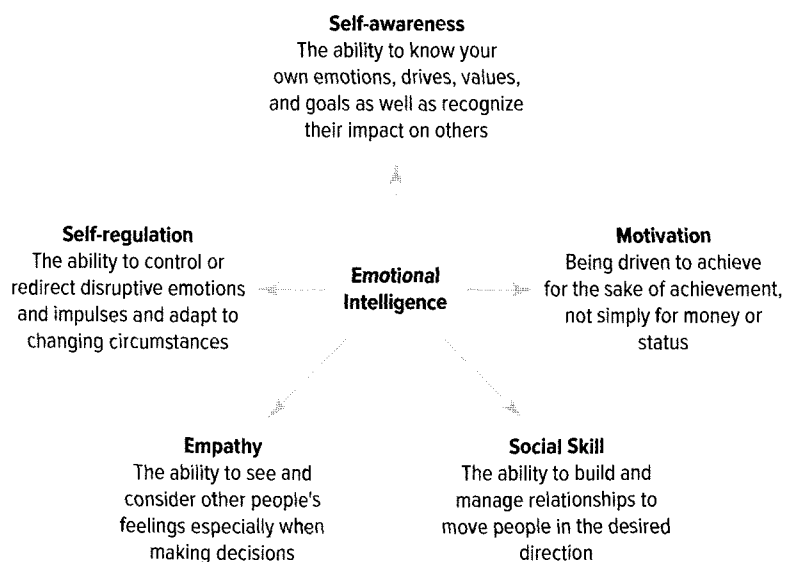 Self-awareness
The ability to know your
own emotions, drives, values,
and goals as well as recognize
their impact on others
Self-regulation
The ability to control or
redirect disruptive emotions
and impulses and adapt to
changing circumstances
Emotional
Intelligence
Motivation
Being driven to achieve
for the sake of achievement,
not simply for money or
status
Empathy
The ability to see and
consider other people's
feelings especially when
making decisions
Social Skill
The ability to build and
manage relationships to
move people in the desired
direction